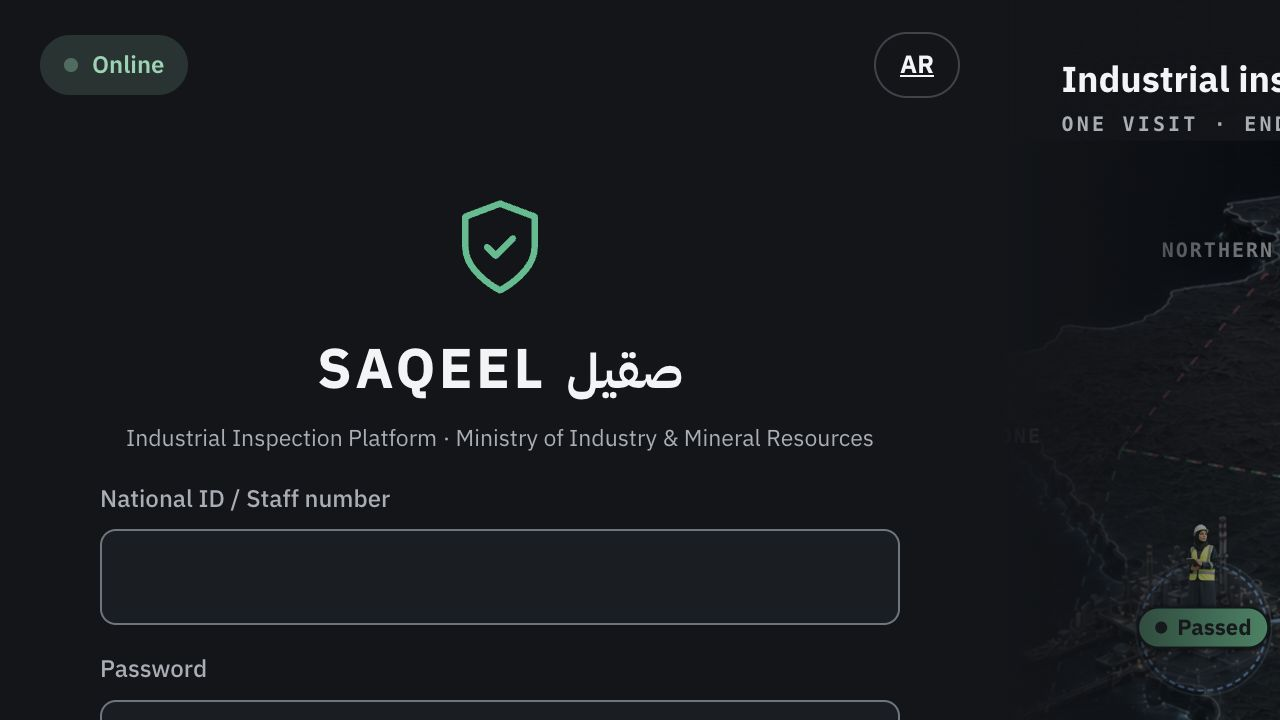 Online
AR
SAQEEL صقيل
Industrial Inspection Platform · Ministry of Industry & Mineral Resources
National ID / Staff number
Password
Industrial ins
ONE VISIT · END
NORTHERN
ONE
Passed